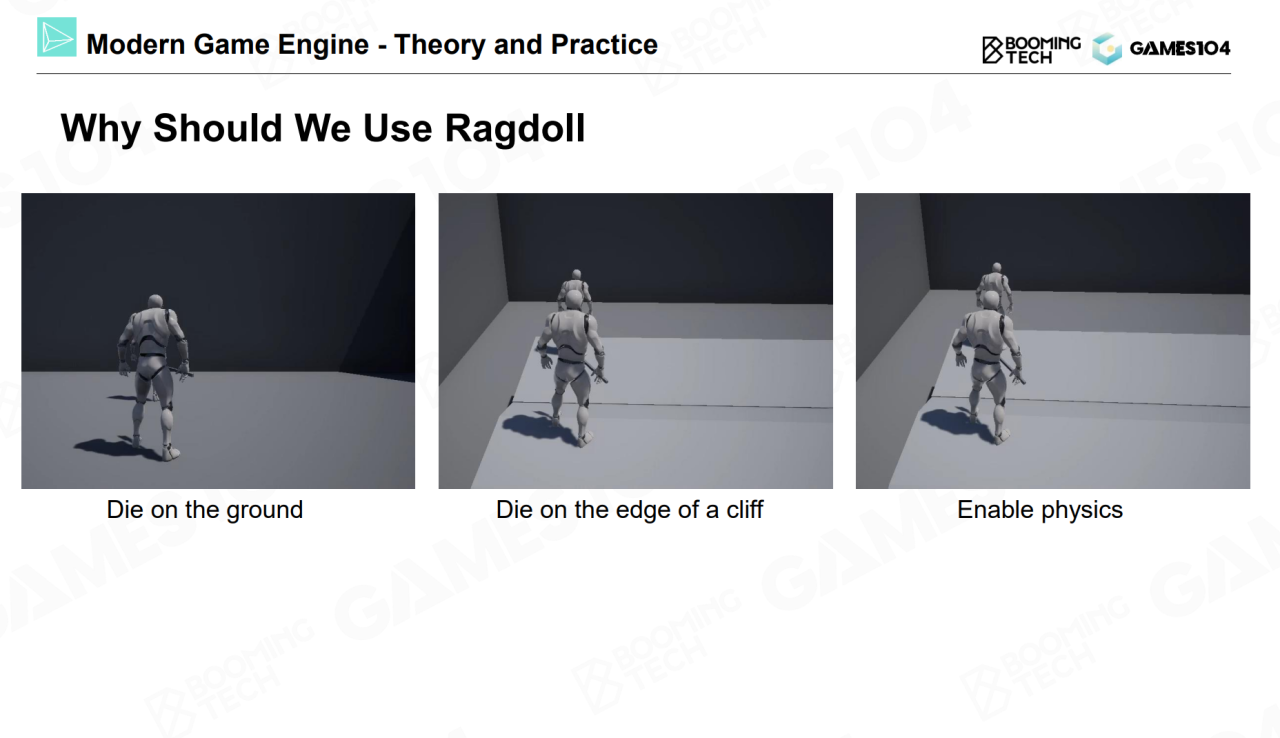 Modern Game Engine - Theory and Practice
BOOMING
TECH
GAMES104
Why Should We Use Ragdoll
Die on the ground
Die on the edge of a cliff
Enable physics